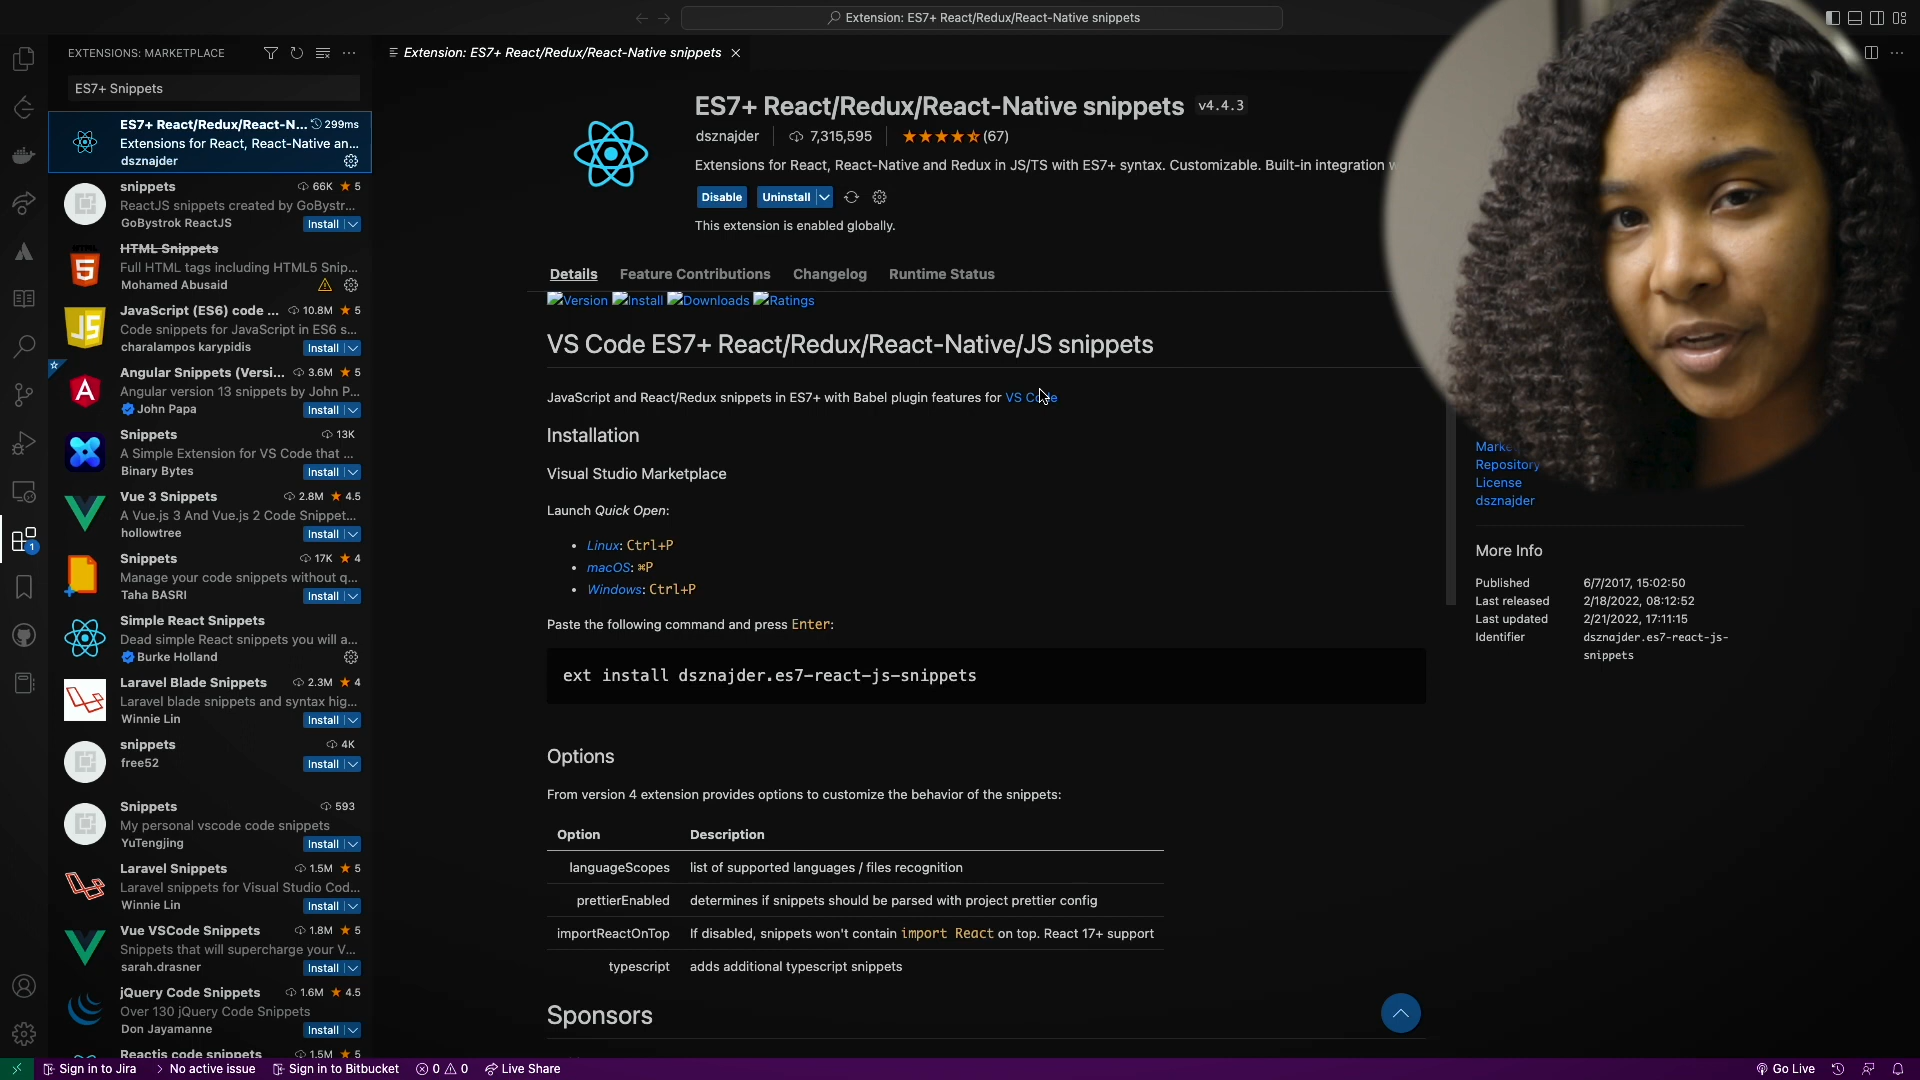 Extension: ES7+ React/Redux/React-Native snippets
EXTENSIONS: MARKETPLACE
ES7+ Snippets
ES7+ React/Redux/React-N... 299ms
Extensions for React, React-Native an...
dsznajder
snippets 66K ★ 5
ReactJS snippets created by GoBystr...
GoBystrok ReactJS Install
HTML Snippets
Full HTML tags including HTML5 Snip...
Mohamed Abusaid
JavaScript (ES6) code ... 10.8M ★ 5
Code snippets for JavaScript in ES6 s...
charalampos karypidis Install
Angular Snippets (Versi... 3.6M ★ 5
Angular version 13 snippets by John P...
John Papa Install
Snippets 13K
A Simple Extension for VS Code that ...
Binary Bytes Install
Vue 3 Snippets 2.8M ★ 4.5
A Vue.js 3 And Vue.js 2 Code Snippet...
hollowtree Install
Snippets 17K ★ 4
Manage your code snippets without q...
Taha BASRI Install
Simple React Snippets
Dead simple React snippets you will a...
Burke Holland
Laravel Blade Snippets 2.3M ★ 4
Laravel blade snippets and syntax hig...
Winnie Lin Install
snippets 4K
free52 Install
Snippets 593
My personal vscode code snippets
YuTengjing Install
Laravel Snippets 1.5M ★ 5
Laravel snippets for Visual Studio Cod...
Winnie Lin Install
Vue VSCode Snippets 1.8M ★ 5
Snippets that will supercharge your V...
sarah.drasner Install
jQuery Code Snippets 1.6M ★ 4.5
Over 130 jQuery Code Snippets
Don Jayamanne Install
Reactjs code snippets 1.5M ★ 5
1
Extension: ES7+ React/Redux/React-Native snippets
ES7+ React/Redux/React-Native snippets v4.4.3
dsznajder 7,315,595 (67)
Extensions for React, React-Native and Redux in JS/TS with ES7+ syntax. Customizable. Built-in integration
Disable Uninstall
This extension is enabled globally.
Details Feature Contributions Changelog Runtime Status
Version Install Downloads Ratings
VS Code ES7+ React/Redux/React-Native/JS snippets
JavaScript and React/Redux snippets in ES7+ with Babel plugin features for VS Code
Installation
Visual Studio Marketplace
Launch Quick Open:
• Linux: Ctrl+P
• macOS: ⌘P
• Windows: Ctrl+P
Paste the following command and press Enter:
ext install dsznajder.es7-react-js-snippets
Options
From version 4 extension provides options to customize the behavior of the snippets:
Option Description
languageScopes list of supported languages / files recognition
prettierEnabled determines if snippets should be parsed with project prettier config
importReactOnTop If disabled, snippets won't contain import React on top. React 17+ support
typescript adds additional typescript snippets
Sponsors
Repository
License
dsznajder
More Info
Published 6/7/2017, 15:02:50
Last released 2/18/2022, 08:12:52
Last updated 2/21/2022, 17:11:15
Identifier dsznajder.es7-react-js-
snippets
Sign in to Jira No active issue Sign in to Bitbucket 0 0 Live Share
Go Live